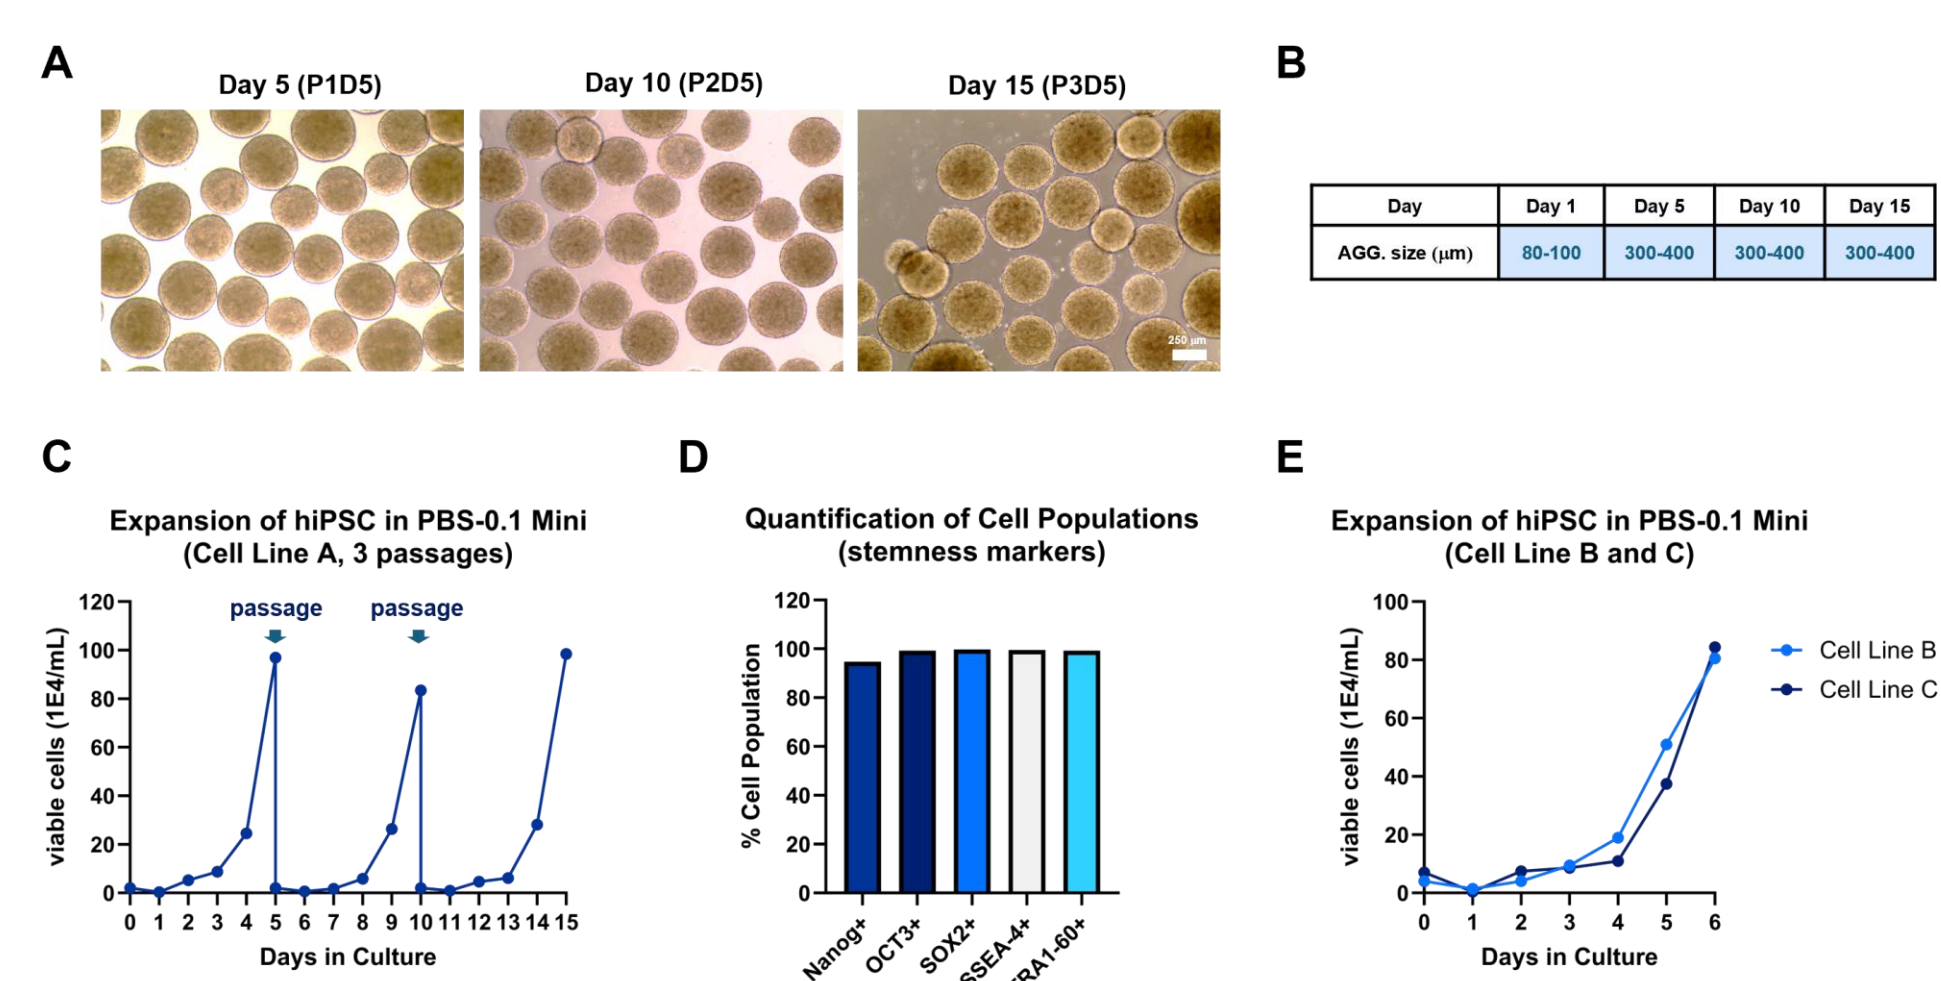 A
Day 5 (P1D5)
Day 10 (P2D5)
Day 15 (P3D5)
250 μm
B
Day Day 1 Day 5 Day 10 Day 15
AGG. size (μm) 80-100 300-400 300-400 300-400
C
Expansion of hiPSC in PBS-0.1 Mini
(Cell Line A, 3 passages)
passage passage
viable cells (1E4/mL)
120
100
80
60
40
20
0
0 1 2 3 4 5 6 7 8 9 10 11 12 13 14 15
Days in Culture
D
Quantification of Cell Populations
(stemness markers)
% Cell Population
120
100
80
60
40
20
0
Nanog+
OCT3+
SOX2+
SSEA-4+
TRA1-60+
E
Expansion of hiPSC in PBS-0.1 Mini
(Cell Line B and C)
viable cells (1E4/mL)
100
80
60
40
20
0
0 1 2 3 4 5 6
Days in Culture
Cell Line B
Cell Line C